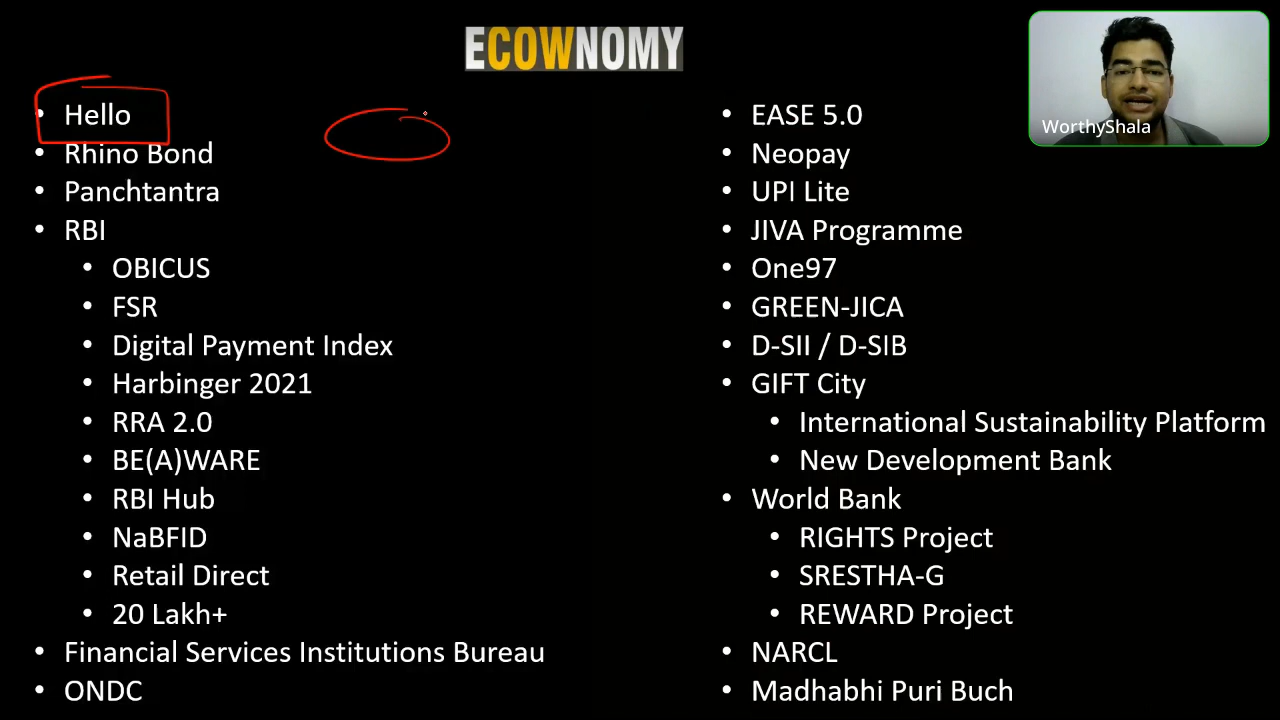 ECOWNOMY
WorthyShala
• Hello
• Rhino Bond
• Panchtantra
• RBI
• OBICUS
• FSR
• Digital Payment Index
• Harbinger 2021
• RRA 2.0
• BE(A)WARE
• RBI Hub
• NaBFID
• Retail Direct
• 20 Lakh+
• Financial Services Institutions Bureau
• ONDC
• EASE 5.0
• Neopay
• UPI Lite
• JIVA Programme
• One97
• GREEN-JICA
• D-SII / D-SIB
• GIFT City
• International Sustainability Platform
• New Development Bank
• World Bank
• RIGHTS Project
• SRESTHA-G
• REWARD Project
• NARCL
• Madhabhi Puri Buch